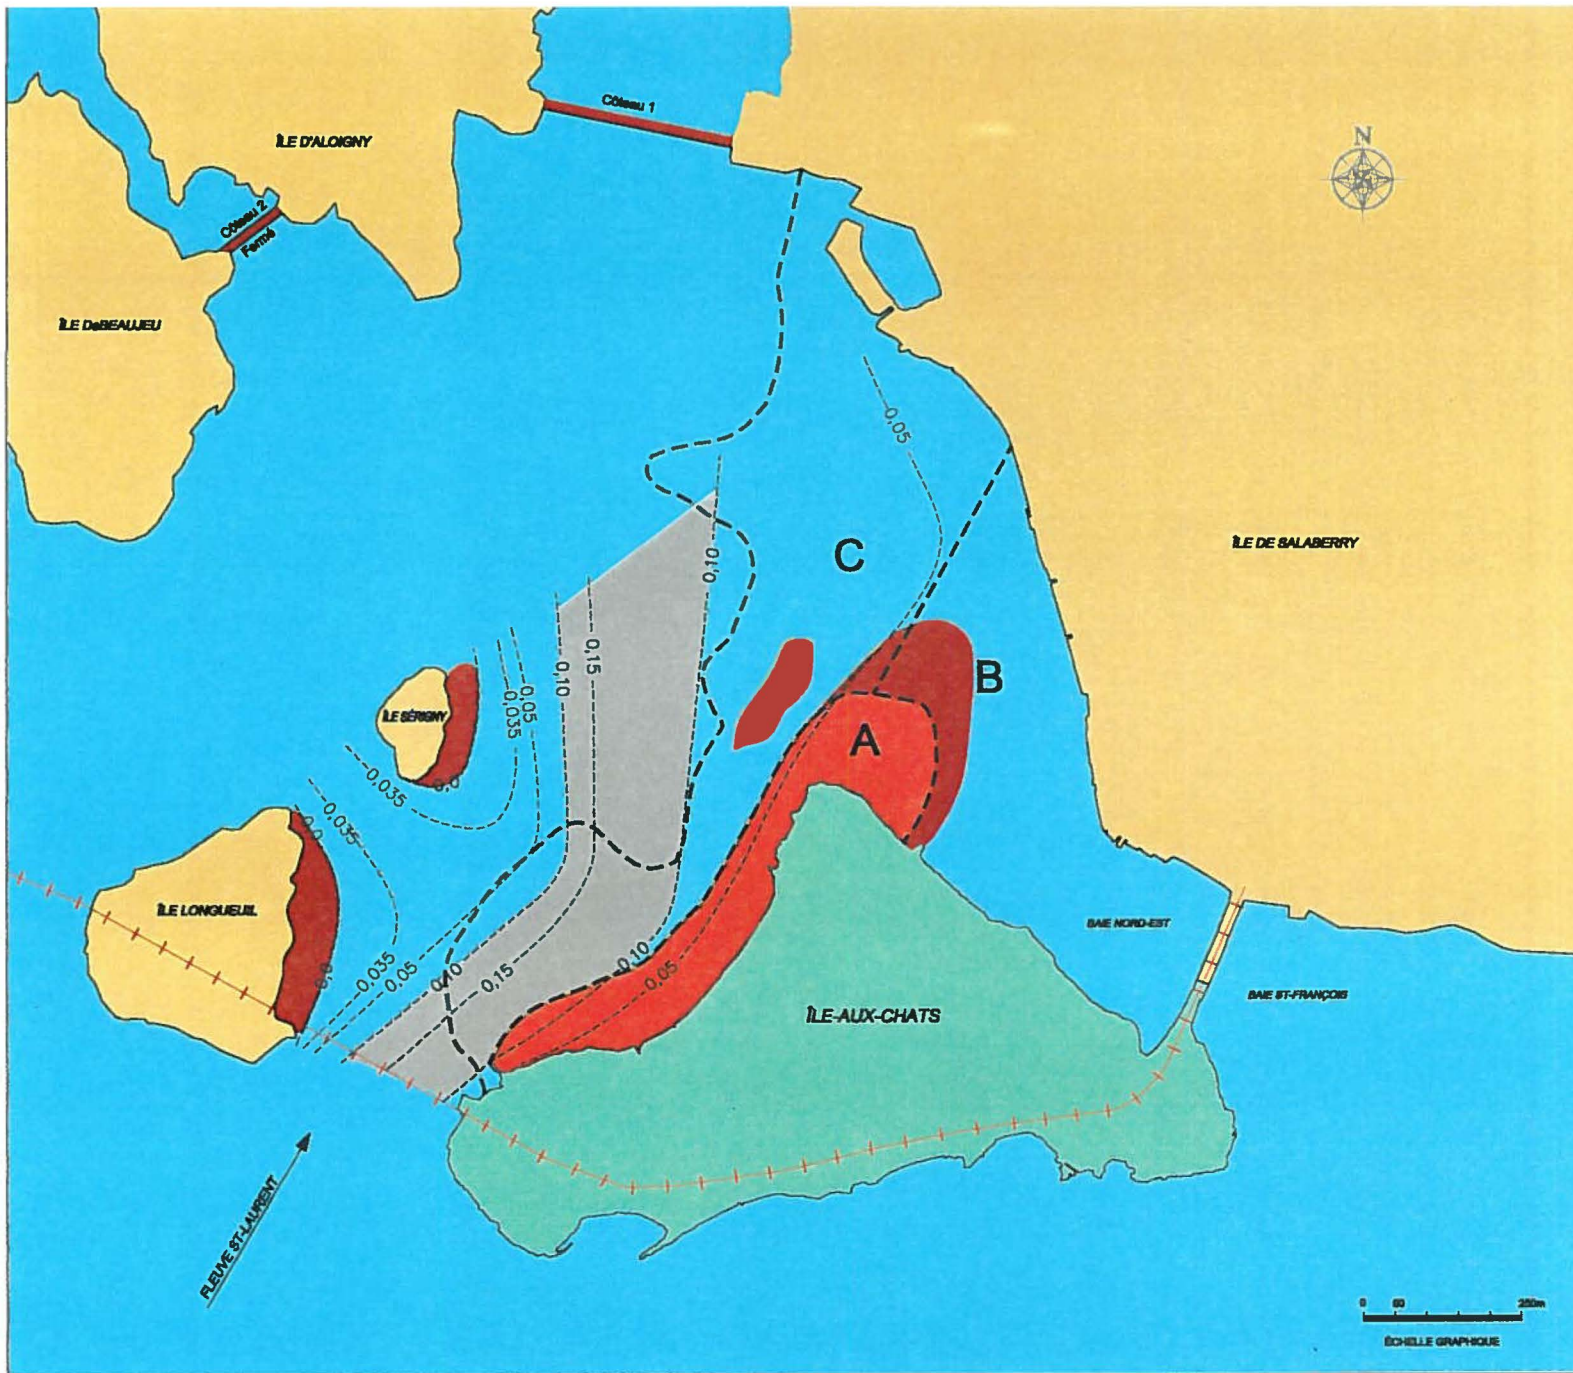 Côteau 1
N
ÎLE D'ALOIGNY
Côteau 2
Fermé
ÎLE DeBEAUJEU
0,05
C
ÎLE DE SALABERRY
0,10
0,15
0,10
0,05
0,035
B
ÎLE SÉRIGNY
A
0,0
0,035
0,035
0,0
ÎLE LONGUEUIL
BAIE NORD-EST
0,10
0,05
0,0
0,035
0,05
0,10
0,15
BAIE ST-FRANÇOIS
ÎLE-AUX-CHATS
FLEUVE ST-LAURENT
0 50 250m
ÉCHELLE GRAPHIQUE